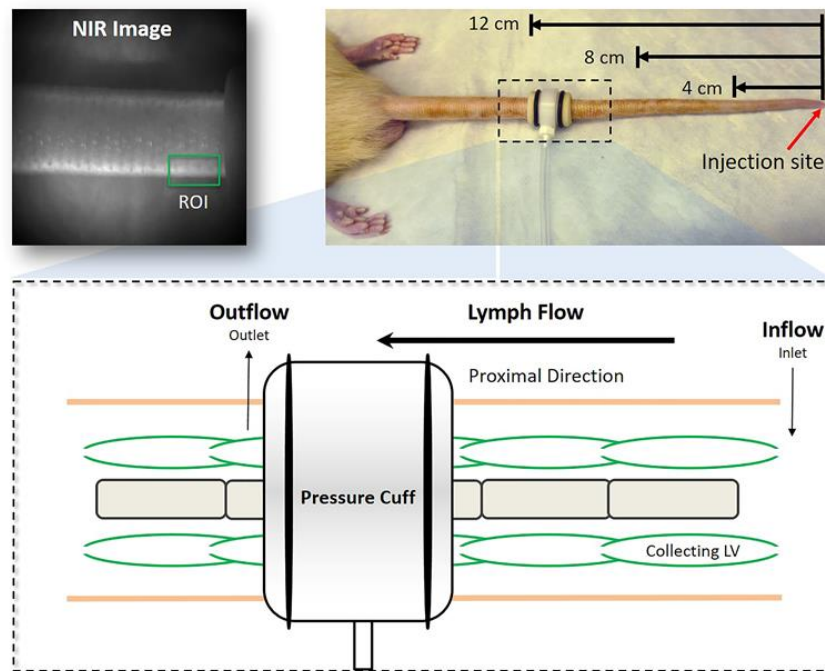 NIR Image
ROI
12 cm
8 cm
4 cm
Injection site
Outflow
Outlet
Lymph Flow
Inflow
Inlet
Proximal Direction
Pressure Cuff
Collecting LV